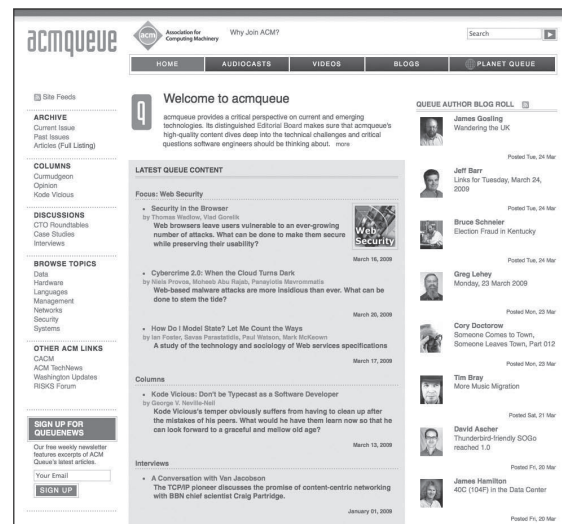 acmqueue
acm
Association for
Computing Machinery
Why Join ACM?
Search
HOME
AUDIOCASTS
VIDEOS
BLOGS
PLANET QUEUE
Site Feeds
ARCHIVE
Current Issue
Past Issues
Articles (Full Listing)
COLUMNS
Curmudgeon
Opinion
Kode Vicious
DISCUSSIONS
CTO Roundtables
Case Studies
Interviews
BROWSE TOPICS
Data
Hardware
Languages
Management
Networks
Security
Systems
OTHER ACM LINKS
CACM
ACM TechNews
Washington Updates
RISKS Forum
SIGN UP FOR
QUEUENEWS
Our free weekly newsletter
features excerpts of ACM
Queue's latest articles.
Your Email
SIGN UP
q
Welcome to acmqueue
acmqueue provides a critical perspective on current and emerging
technologies. Its distinguished Editorial Board makes sure that acmqueue's
high-quality content dives deep into the technical challenges and critical
questions software engineers should be thinking about. more
LATEST QUEUE CONTENT
Focus: Web Security
• Security in the Browser
by Thomas Wadlow, Vlad Gorelik
Web browsers leave users vulnerable to an ever-growing
number of attacks. What can be done to make them secure
while preserving their usability?
Web
Security
March 16, 2009
• Cybercrime 2.0: When the Cloud Turns Dark
by Niels Provos, Moheeb Abu Rajab, Panayiotis Mavrommatis
Web-based malware attacks are more insidious than ever. What can be
done to stem the tide?
March 20, 2009
• How Do I Model State? Let Me Count the Ways
by Ian Foster, Savas Parastatidis, Paul Watson, Mark McKeown
A study of the technology and sociology of Web services specifications
March 17, 2009
Columns
• Kode Vicious: Don't be Typecast as a Software Developer
by George V. Neville-Neil
Kode Vicious's temper obviously suffers from having to clean up after
the mistakes of his peers. What would he have them learn now so that he
can look forward to a graceful and mellow old age?
March 13, 2009
Interviews
• A Conversation with Van Jacobson
The TCP/IP pioneer discusses the promise of content-centric networking
with BBN chief scientist Craig Partridge.
January 01, 2009
QUEUE AUTHOR BLOG ROLL
James Gosling
Wandering the UK
Posted Tue, 24 Mar
Jeff Barr
Links for Tuesday, March 24,
2009
Posted Tue, 24 Mar
Bruce Schneier
Election Fraud in Kentucky
Posted Tue, 24 Mar
Greg Lehey
Monday, 23 March 2009
Posted Mon, 23 Mar
Cory Doctorow
Someone Comes to Town,
Someone Leaves Town, Part 012
Posted Mon, 23 Mar
Tim Bray
More Music Migration
Posted Sat, 21 Mar
David Ascher
Thunderbird-friendly SOGo
reached 1.0
Posted Fri, 20 Mar
James Hamilton
40C (104F) in the Data Center
Posted Fri, 20 Mar